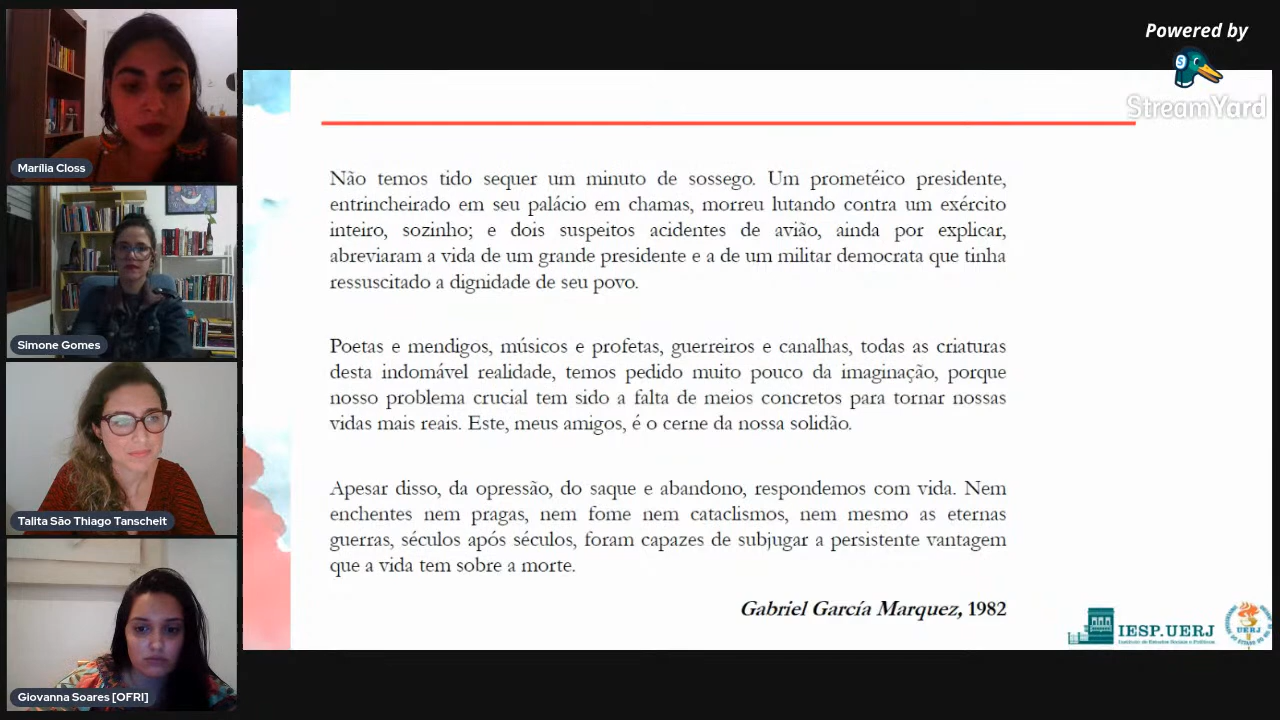 Powered by
StreamYard
Marília Closs
Simone Gomes
Talita São Thiago Tanscheit
Giovanna Soares [OFRI]
Não temos tido sequer um minuto de sossego. Um prometéico presidente,
entrincheirado em seu palácio em chamas, morreu lutando contra um exército
inteiro, sozinho; e dois suspeitos acidentes de avião, ainda por explicar,
abreviaram a vida de um grande presidente e a de um militar democrata que tinha
ressuscitado a dignidade de seu povo.
Poetas e mendigos, músicos e profetas, guerreiros e canalhas, todas as criaturas
desta indomável realidade, temos pedido muito pouco da imaginação, porque
nosso problema crucial tem sido a falta de meios concretos para tornar nossas
vidas mais reais. Este, meus amigos, é o cerne da nossa solidão.
Apesar disso, da opressão, do saque e abandono, respondemos com vida. Nem
enchentes nem pragas, nem fome nem cataclismos, nem mesmo as eternas
guerras, séculos após séculos, foram capazes de subjugar a persistente vantagem
que a vida tem sobre a morte.
Gabriel García Marquez, 1982
IESP.UERJ
Instituto de Estudos Sociais e Políticos
UERJ